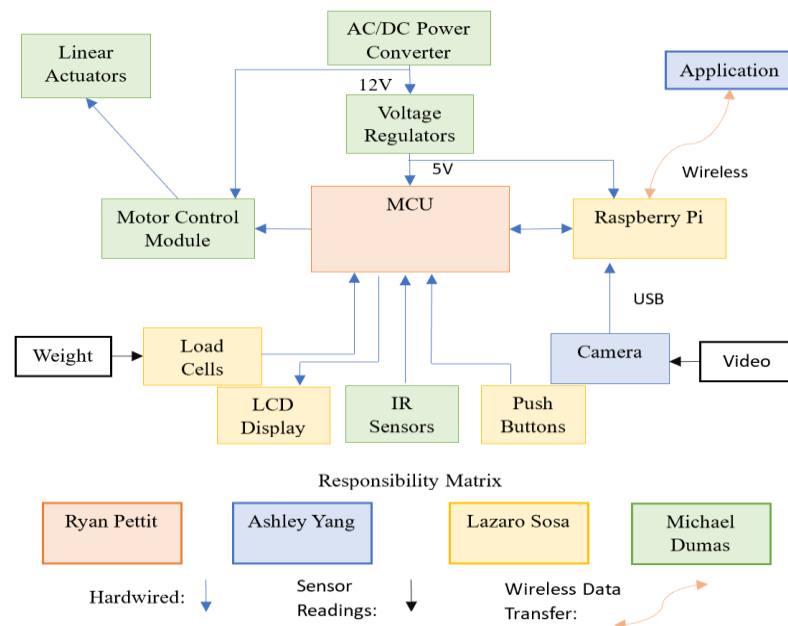 AC/DC Power
Converter
Linear
Actuators
Application
12V
Voltage
Regulators
5V
Wireless
MCU
Motor Control
Module
Raspberry Pi
USB
Weight
Load
Cells
Camera
Video
LCD
Display
IR
Sensors
Push
Buttons
Responsibility Matrix
Ryan Pettit
Ashley Yang
Lazaro Sosa
Michael
Dumas
Hardwired:
Sensor
Readings:
Wireless Data
Transfer: